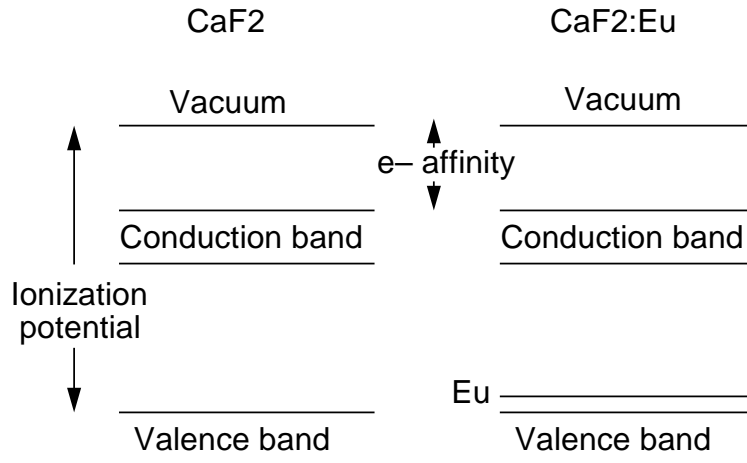 CaF2
CaF2:Eu
Vacuum
Vacuum
e– affinity
Conduction band
Conduction band
Ionization
potential
Eu
Valence band
Valence band